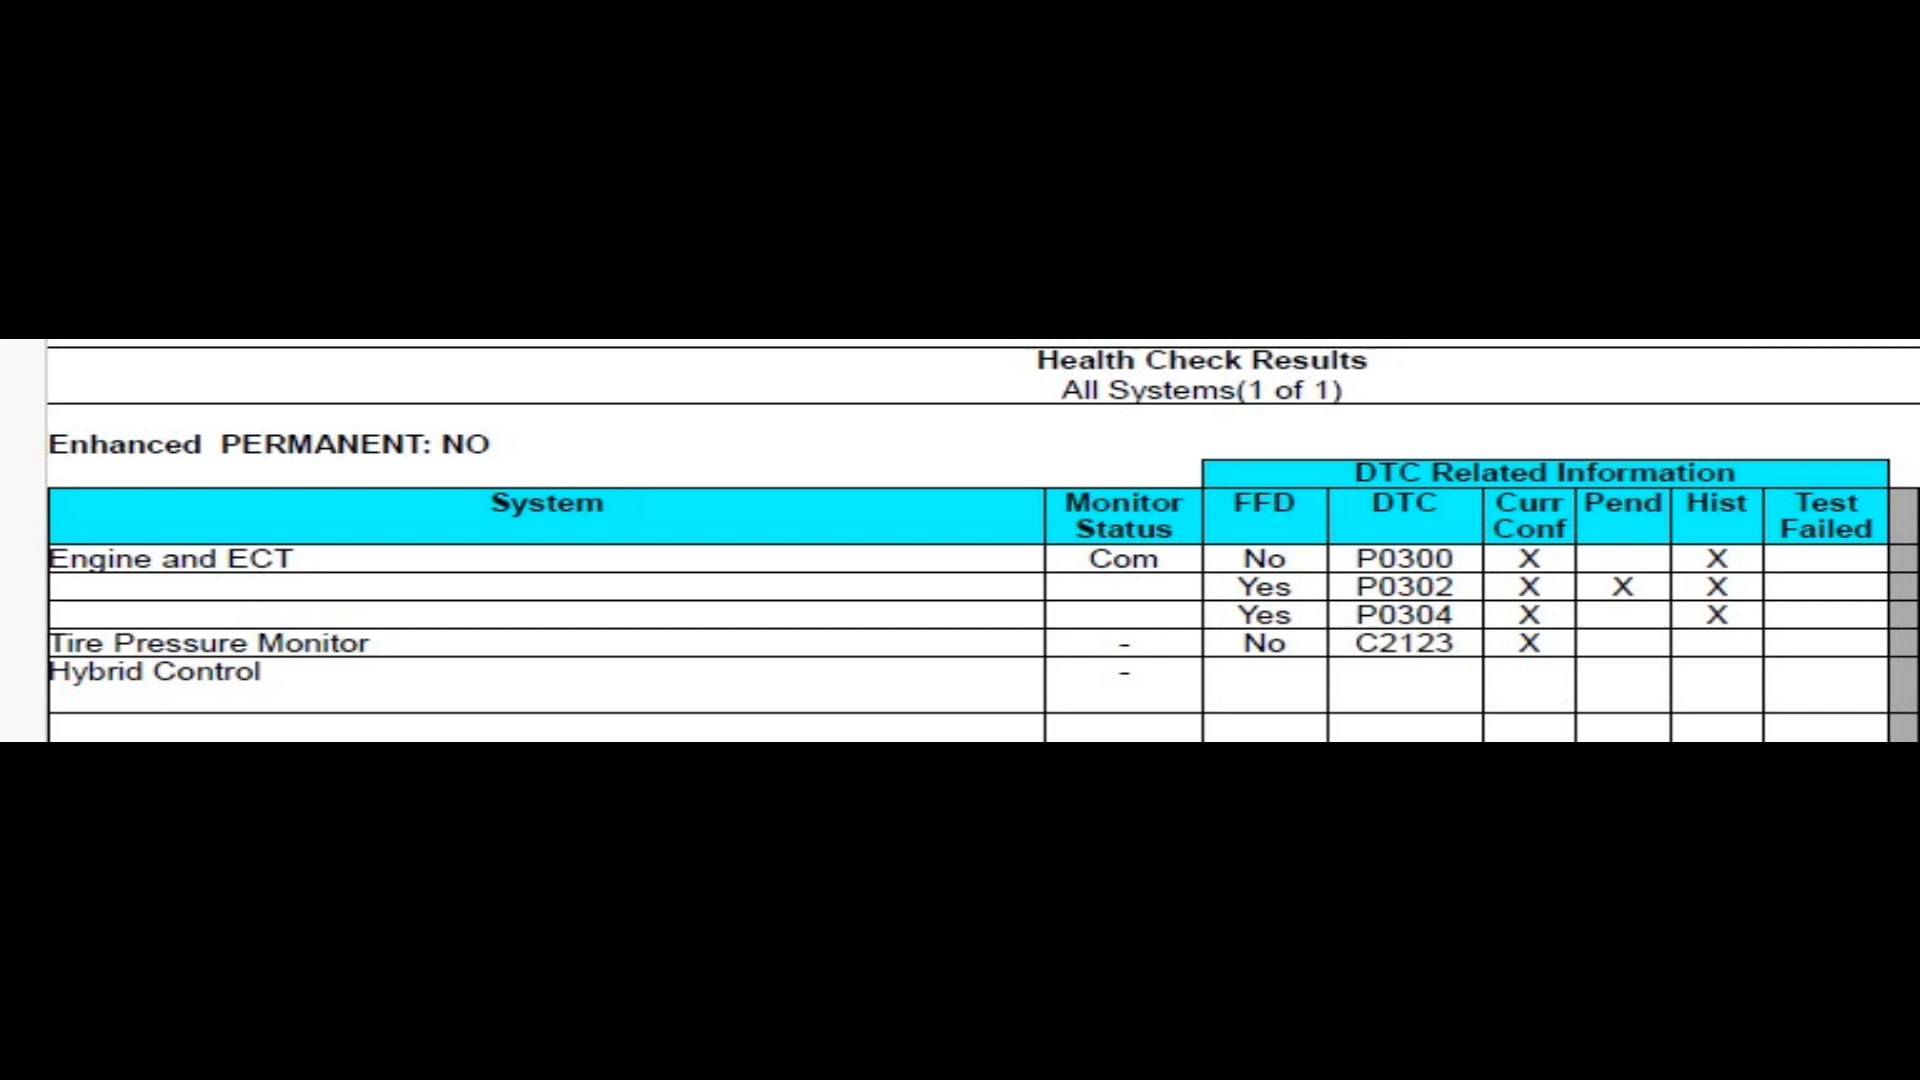 Health Check Results
All Systems(1 of 1)
Enhanced PERMANENT: NO
DTC Related Information
System Monitor Status FFD DTC Curr Conf Pend Hist Test Failed
Engine and ECT Com No P0300 X X
Yes P0302 X X X
Yes P0304 X X
Tire Pressure Monitor - No C2123 X
Hybrid Control -